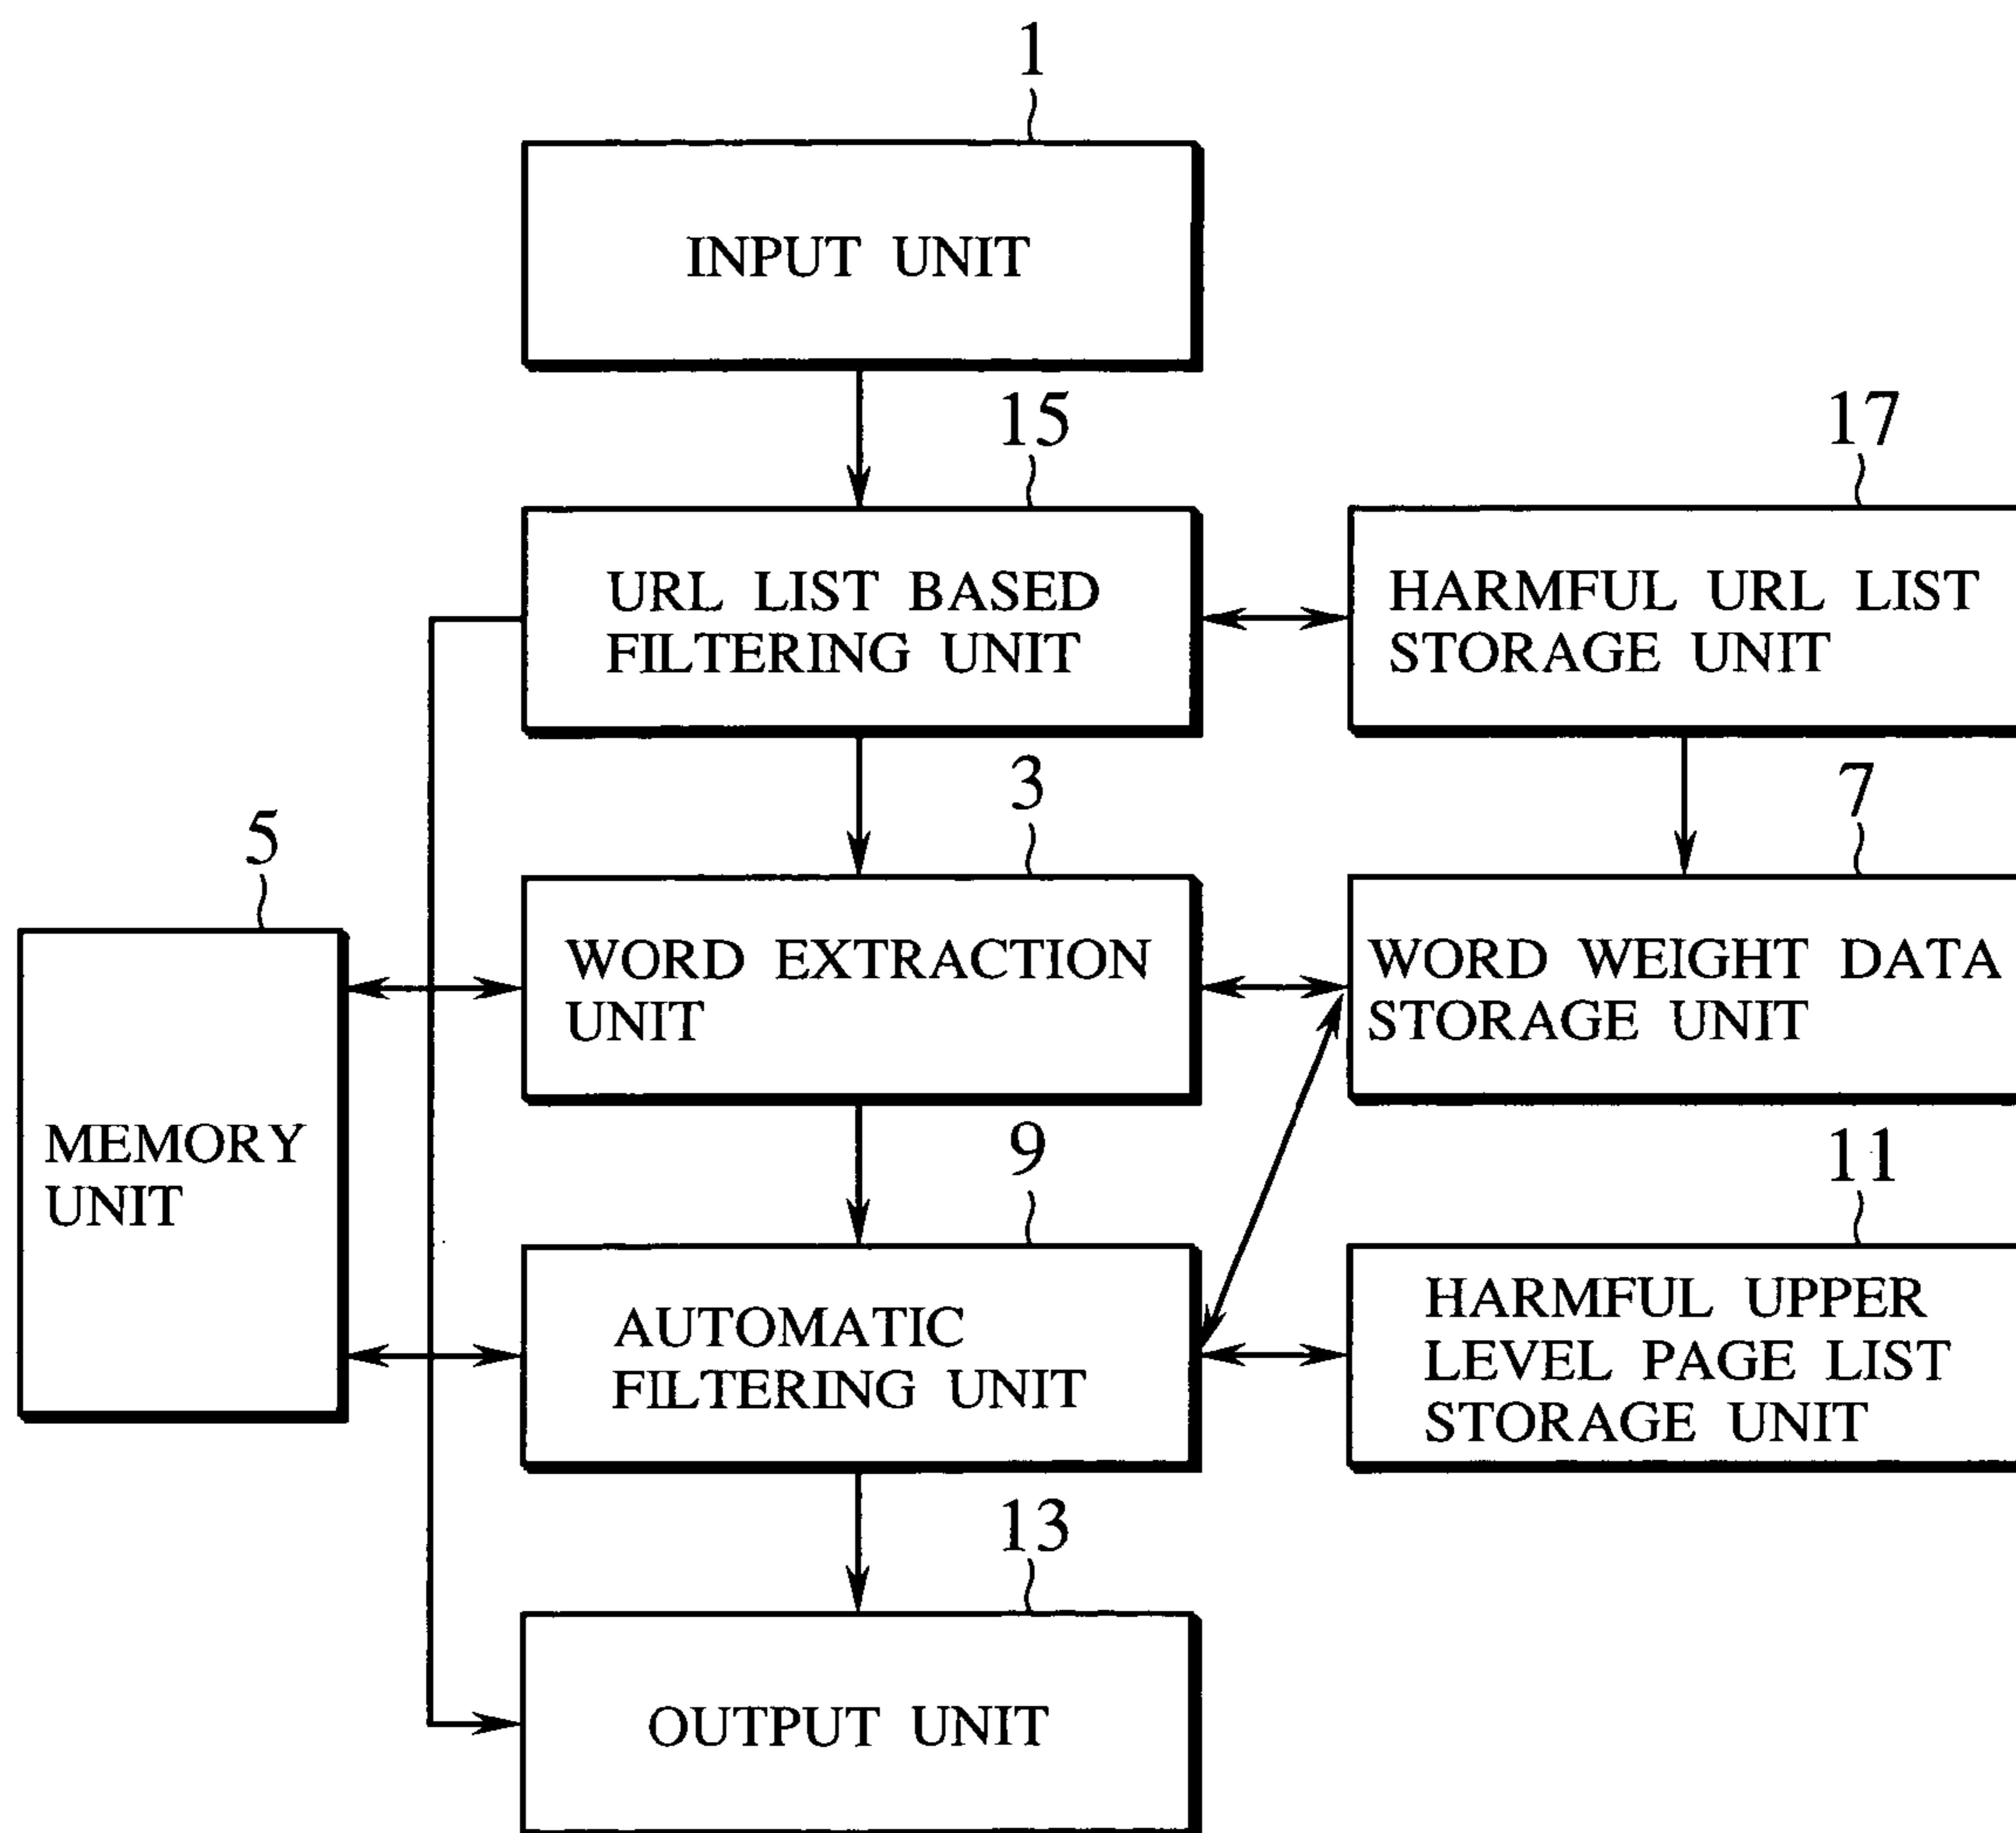 1
INPUT UNIT
15
17
URL LIST BASED
FILTERING UNIT
HARMFUL URL LIST
STORAGE UNIT
3
7
5
WORD EXTRACTION
UNIT
WORD WEIGHT DATA
STORAGE UNIT
MEMORY
UNIT
9
11
AUTOMATIC
FILTERING UNIT
HARMFUL UPPER
LEVEL PAGE LIST
STORAGE UNIT
13
OUTPUT UNIT